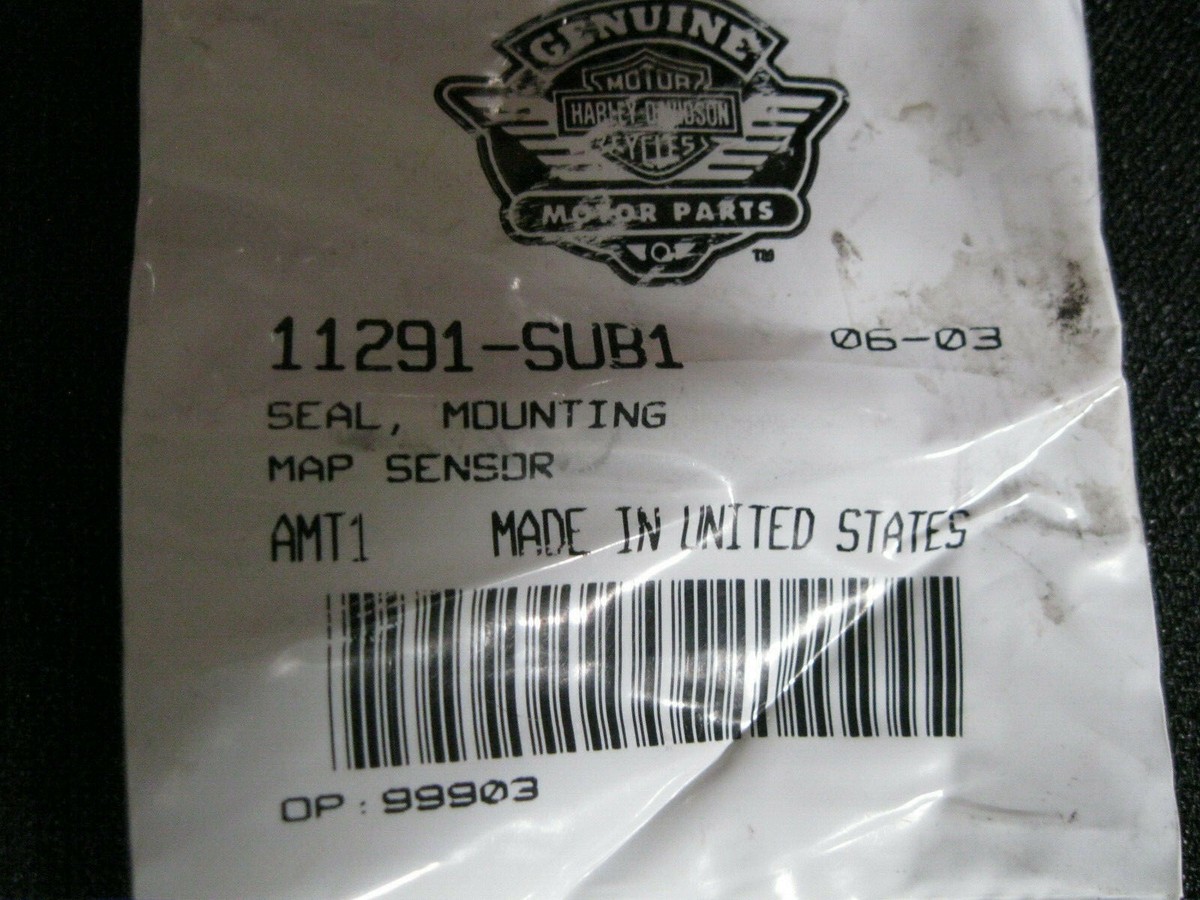 GENUINE
MOTOR
HARLEY-DAVIDSON
CYCLES
MOTOR PARTS
TM
11291-SUB1 06-03
SEAL, MOUNTING
MAP SENSOR
AMT1 MADE IN UNITED STATES
OP: 99903